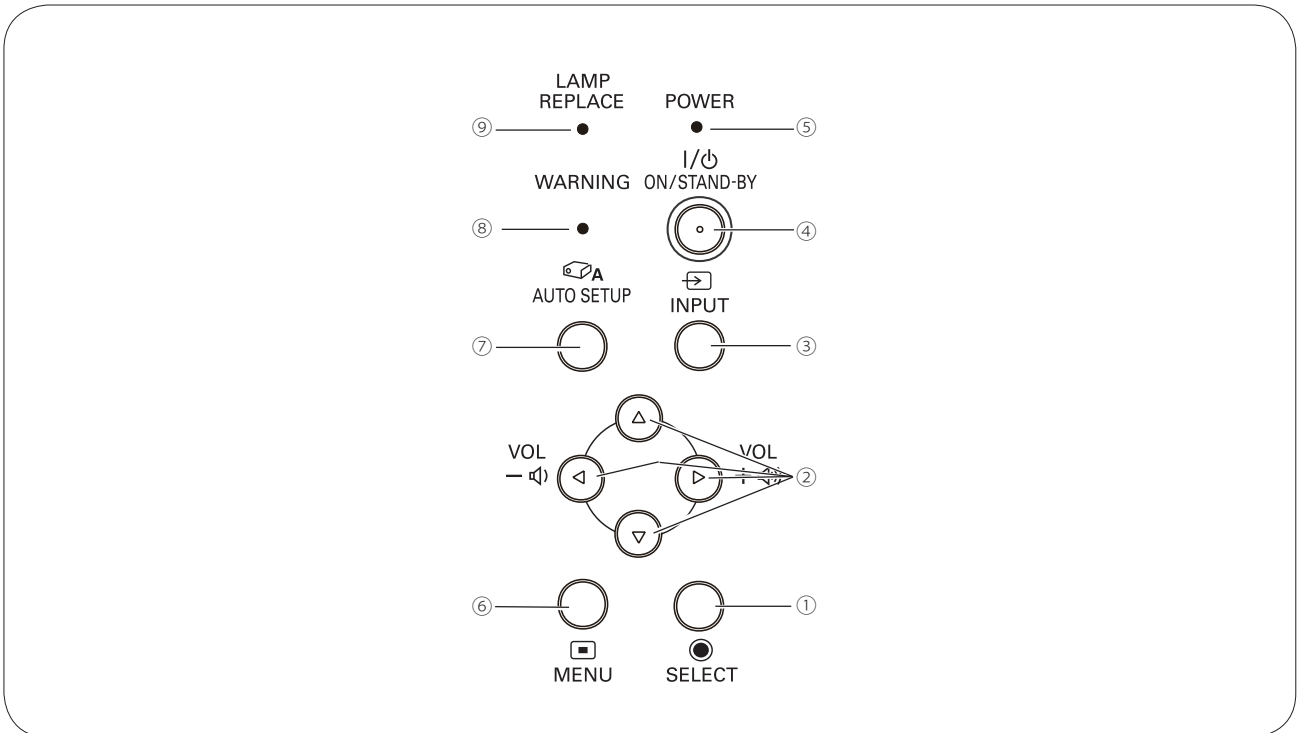 LAMP
REPLACE
POWER
⑨
⑤
I/⏻
WARNING
ON/STAND-BY
⑧
④
A
AUTO SETUP
INPUT
⑦
③
VOL
VOL
–
+
②
⑥
①
MENU
SELECT